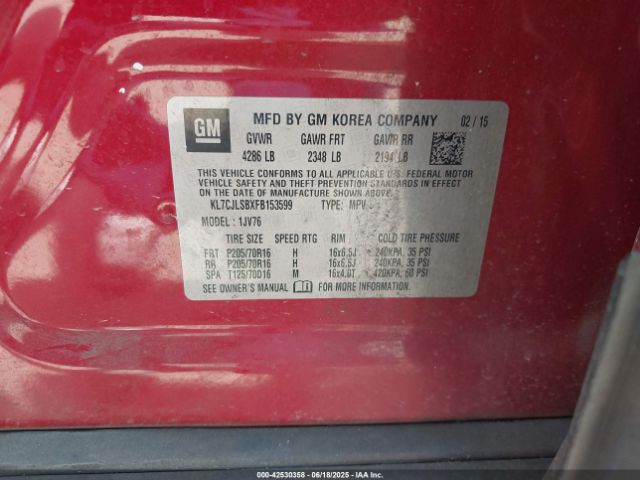 GM
MFD BY GM KOREA COMPANY 02 / 15
GVWR GAWR FRT GAWR RR
4286 LB 2348 LB 2194 LB
THIS VEHICLE CONFORMS TO ALL APPLICABLE U.S. FEDERAL MOTOR
VEHICLE SAFETY AND THEFT PREVENTION STANDARDS IN EFFECT
ON THE DATE OF MANUFACTURE SHOWN ABOVE.
KL7CJLSBXFB153599 TYPE: MPV
MODEL : 1JV76
TIRE SIZE SPEED RTG RIM COLD TIRE PRESSURE
FRT P205/70R16 H 16x6.5J 240KPA, 35 PSI
RR P205/70R16 H 16x6.5J 240KPA, 35 PSI
SPA T125/70D16 M 16x4.0T 420KPA, 60 PSI
SEE OWNER'S MANUAL FOR MORE INFORMATION.
000-42530358 - 06/18/2025 - IAAI.COM